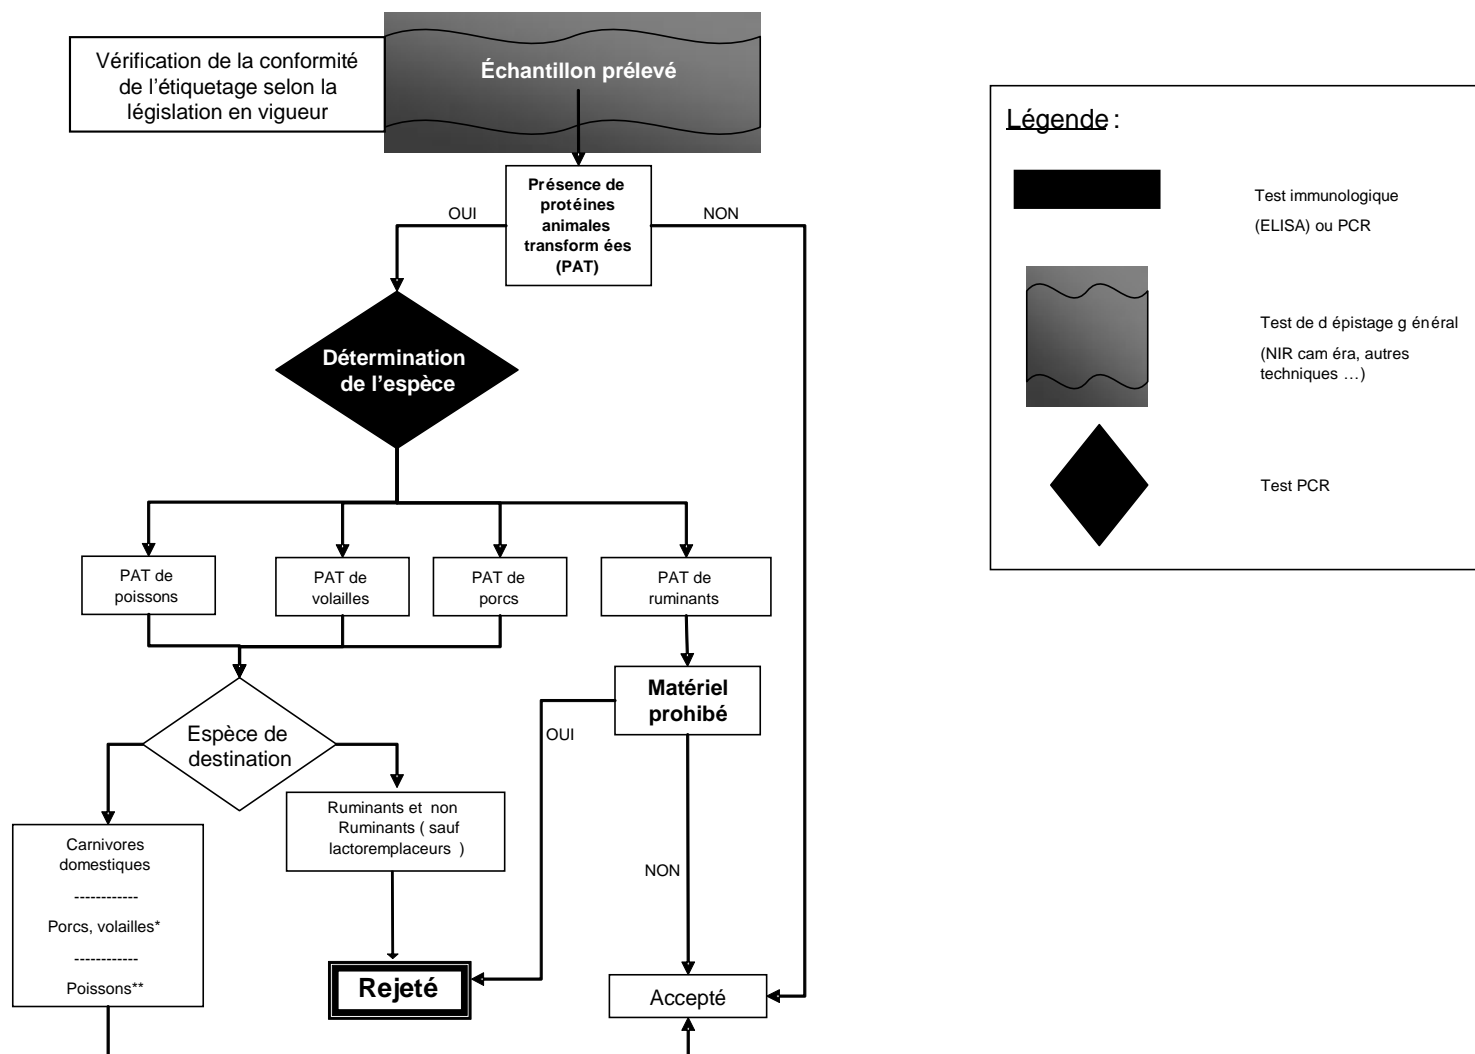 Vérification de la conformité
de l'étiquetage selon la
législation en vigueur
Échantillon prélevé
Présence de
protéines
animales
transform ées
(PAT)
OUI
NON
Détermination
de l'espèce
PAT de
poissons
PAT de
volailles
PAT de
porcs
PAT de
ruminants
Matériel
prohibé
OUI
NON
Espèce de
destination
Ruminants et non
Ruminants ( sauf
lactoremplaceurs )
Carnivores
domestiques
------------
Porcs, volailles*
------------
Poissons**
Rejeté
Accepté
Légende :
Test immunologique
(ELISA) ou PCR
Test de d épistage g énéral
(NIR cam éra, autres
techniques ...)
Test PCR